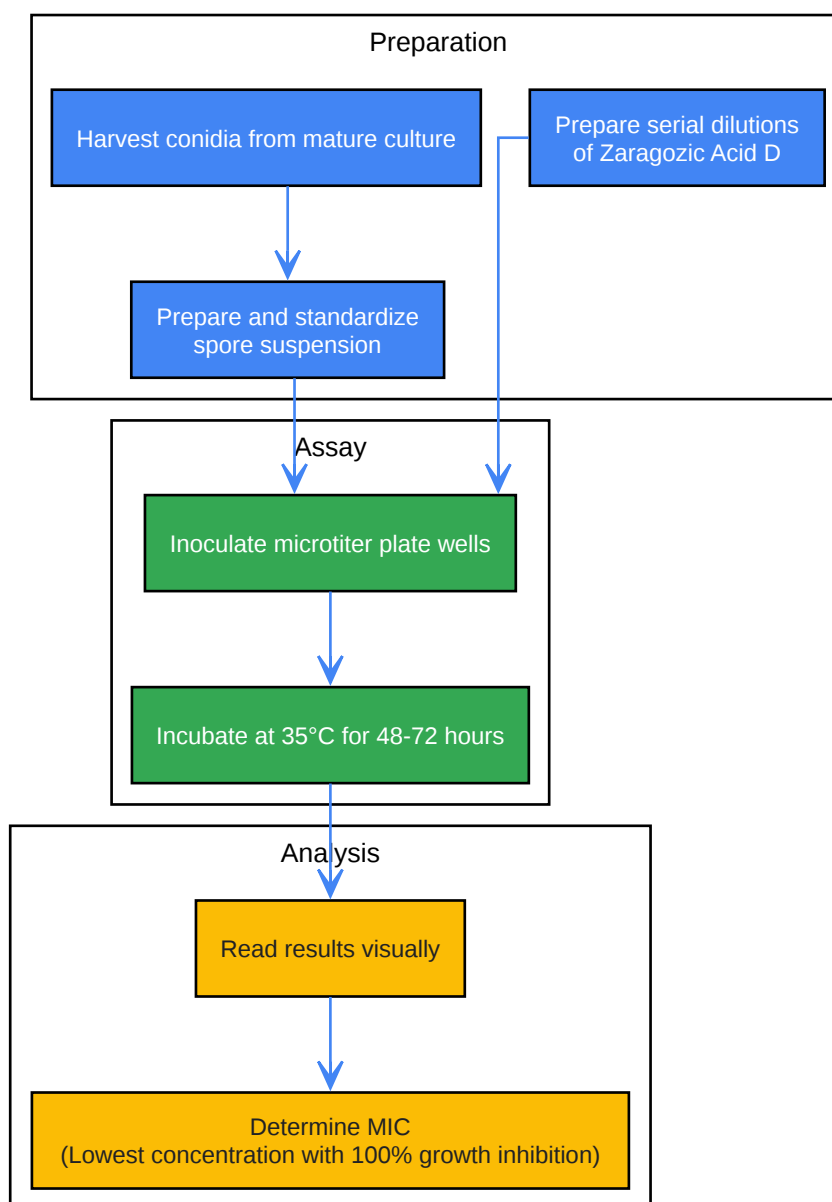 Preparation
Harvest conidia from mature culture
Prepare serial dilutions
of Zaragozic Acid D
Prepare and standardize
spore suspension
Assay
Inoculate microtiter plate wells
Incubate at 35°C for 48-72 hours
Analysis
Read results visually
Determine MIC
(Lowest concentration with 100% growth inhibition)